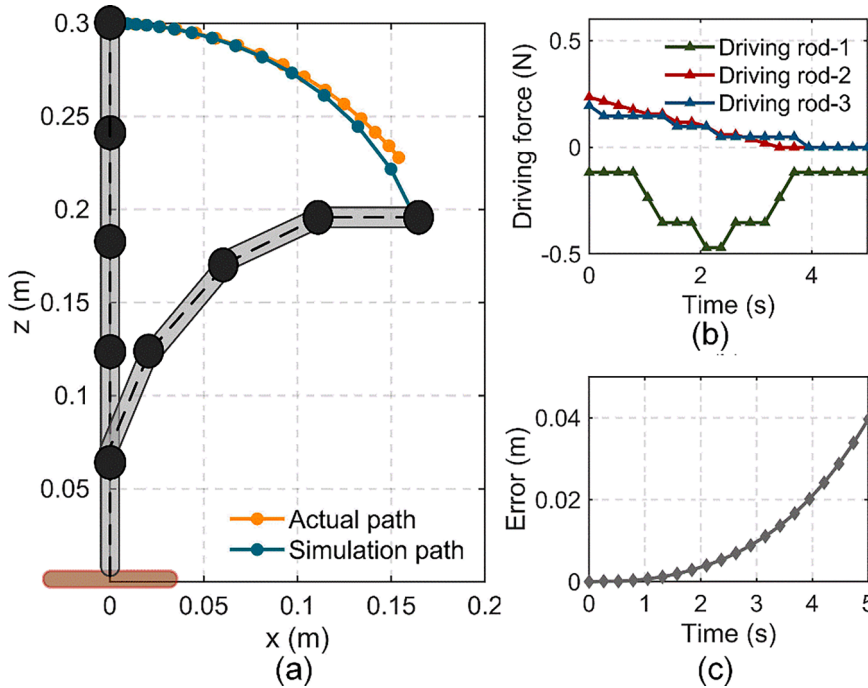 0.3
0.25
0.2
0.15
0.1
0.05
z (m)
Actual path
Simulation path
0
0.05
0.1
0.15
0.2
x (m)
(a)
0.5
0
-0.5
Driving force (N)
Driving rod-1
Driving rod-2
Driving rod-3
0
2
4
Time (s)
(b)
0.04
0.02
0
Error (m)
0
1
2
3
4
5
Time (s)
(c)